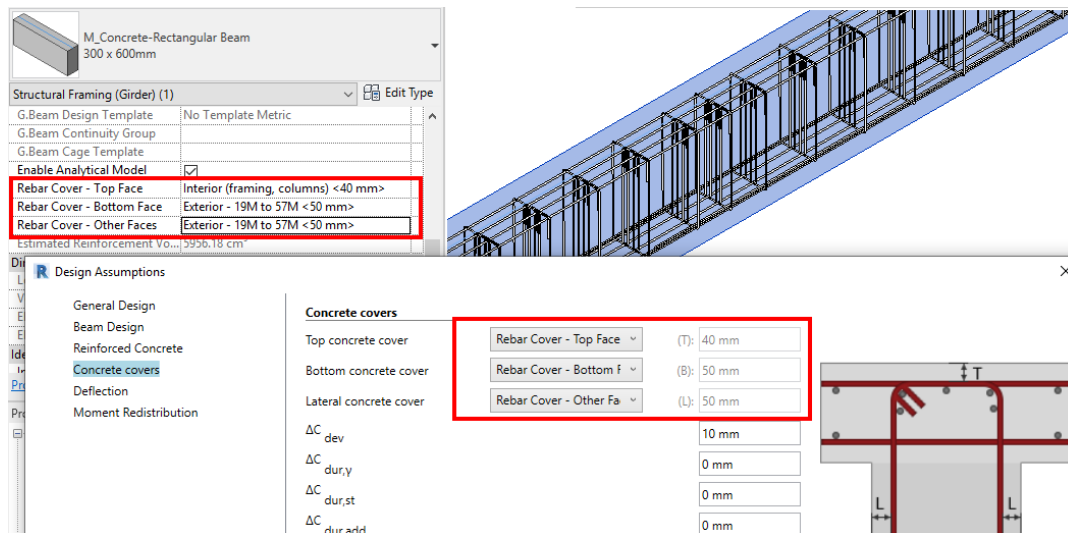 M_Concrete-Rectangular Beam
300 x 600mm
Structural Framing (Girder) (1)
Edit Type
G.Beam Design Template No Template Metric
G.Beam Continuity Group
G.Beam Cage Template
Enable Analytical Model
Rebar Cover - Top Face Interior (framing, columns) <40 mm>
Rebar Cover - Bottom Face Exterior - 19M to 57M <50 mm>
Rebar Cover - Other Faces Exterior - 19M to 57M <50 mm>
Estimated Reinforcement Vo... 5956.18 cm³
R Design Assumptions
General Design
Beam Design
Reinforced Concrete
Concrete covers
Deflection
Moment Redistribution
Concrete covers
Top concrete cover Rebar Cover - Top Face (T): 40 mm
Bottom concrete cover Rebar Cover - Bottom F (B): 50 mm
Lateral concrete cover Rebar Cover - Other Fa (L): 50 mm
ΔC dev 10 mm
ΔC dur,y 0 mm
ΔC dur,st 0 mm
ΔC dur,add 0 mm
T
L L